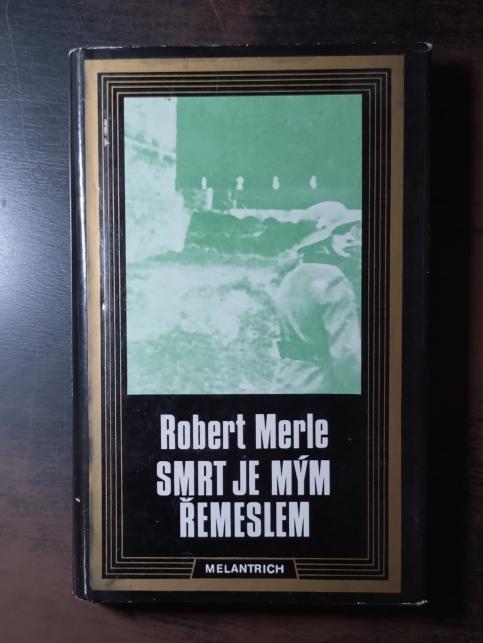 Robert Merle
SMRT JE MÝM
ŘEMESLEM
MELANTRICH